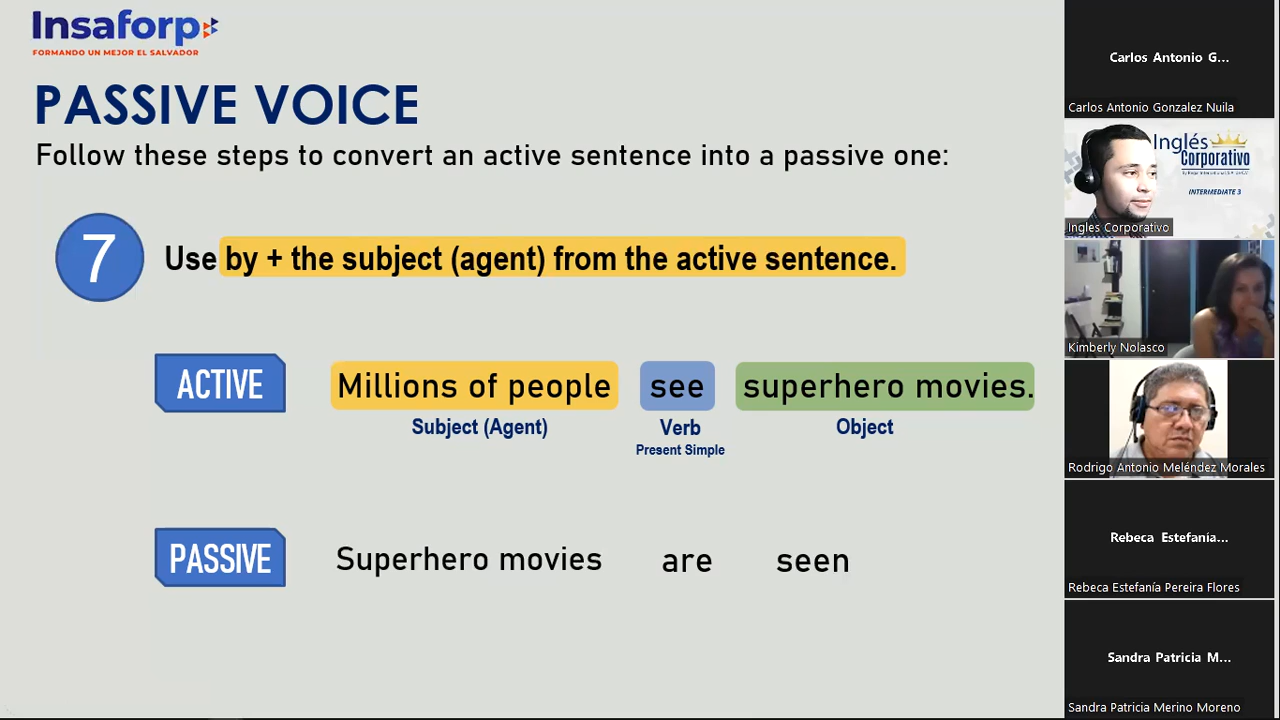 Insaforp
FORMANDO UN MEJOR EL SALVADOR
PASSIVE VOICE
Follow these steps to convert an active sentence into a passive one:
7
Use by + the subject (agent) from the active sentence.
ACTIVE
Millions of people see superhero movies.
Subject (Agent) Verb Object
Present Simple
PASSIVE
Superhero movies are seen
Carlos Antonio G...
Carlos Antonio Gonzalez Nuila
Inglés
Corporativo
INTERMEDIATE 3
Ingles Corporativo
Kimberly Nolasco
Rodrigo Antonio Meléndez Morales
Rebeca Estefanía...
Rebeca Estefanía Pereira Flores
Sandra Patricia M...
Sandra Patricia Merino Moreno